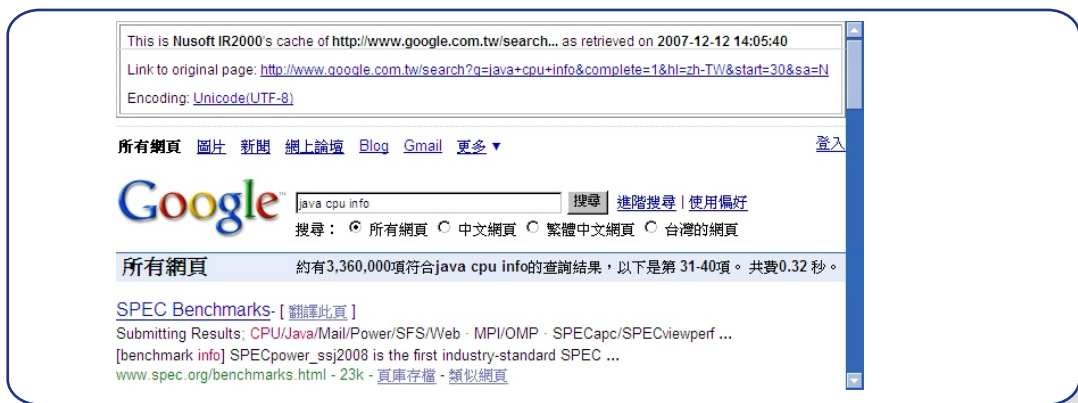 This is Nusoft IR2000's cache of http://www.google.com.tw/search... as retrieved on 2007-12-12 14:05:40
Link to original page: http://www.google.com.tw/search?q=java+cpu+info&complete=1&hl=zh-TW&start=30&sa=N
Encoding: Unicode(UTF-8)
所有網頁 圖片 新聞 網上論壇 Blog Gmail 更多 ▼ 登入
Google™ java cpu info 搜尋 進階搜尋 | 使用偏好
搜尋： 所有網頁 中文網頁 繁體中文網頁 台灣的網頁
所有網頁 約有3,360,000項符合java cpu info的查詢結果，以下是第 31-40項。 共費0.32 秒。
SPEC Benchmarks- [ 翻譯此頁 ]
Submitting Results; CPU/Java/Mail/Power/SFS/Web · MPI/OMP · SPECapc/SPECviewperf ...
[benchmark info] SPECpower_ssj2008 is the first industry-standard SPEC ...
www.spec.org/benchmarks.html - 23k - 頁庫存檔 - 類似網頁